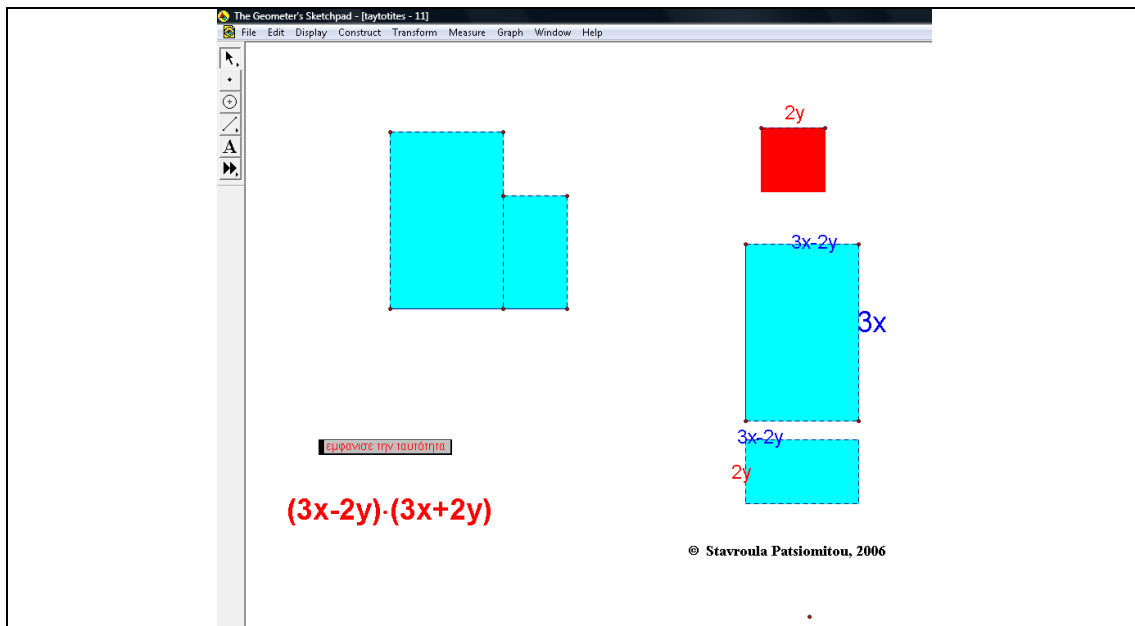 The Geometer's Sketchpad - [taytotites - 11]
File Edit Display Construct Transform Measure Graph Window Help
A
2y
3x-2y
3x
3x-2y
2y
εμφανισε την ταυτότητα
(3x-2y)·(3x+2y)
© Stavroula Patsiomitou, 2006